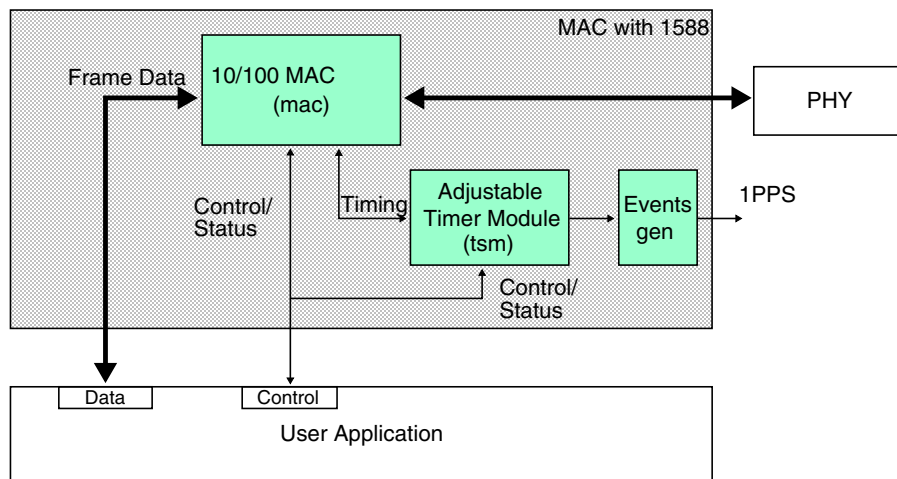 MAC with 1588
Frame Data
10/100 MAC
(mac)
PHY
Control/
Status
Timing
Adjustable
Timer Module
(tsm)
Events
gen
1PPS
Control/
Status
Data
Control
User Application